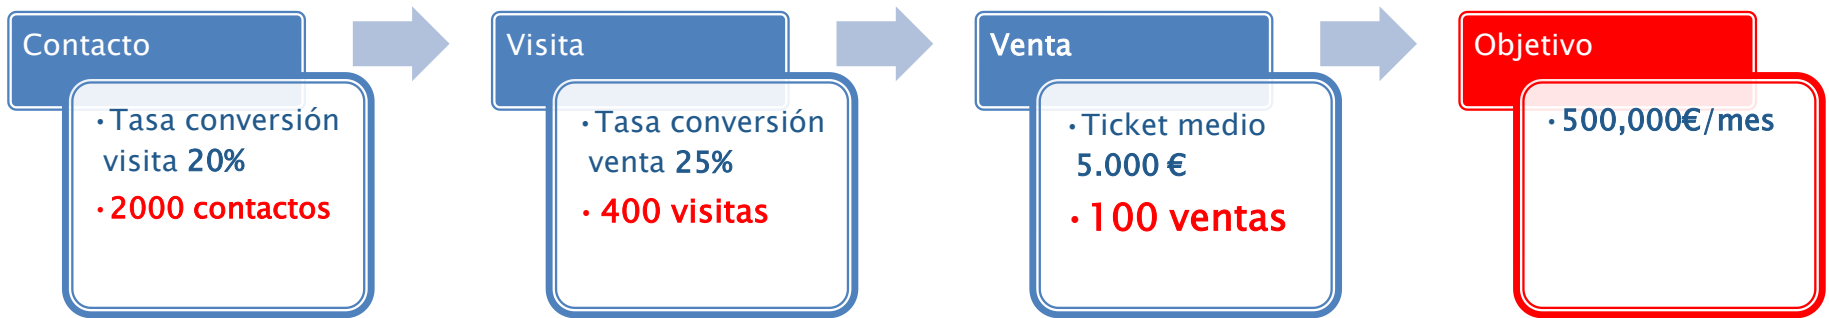 Contacto
• Tasa conversión
visita 20%
• 2000 contactos
Visita
• Tasa conversión
venta 25%
• 400 visitas
Venta
• Ticket medio
5.000 €
• 100 ventas
Objetivo
• 500,000€/mes